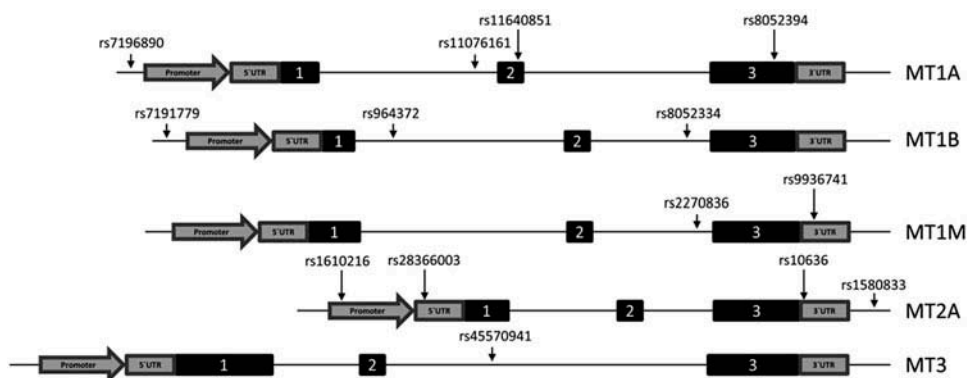 rs11640851
rs8052394
rs7196890
rs11076161
Promoter 5`UTR 1 2 3 3`UTR MT1A
rs7191779 rs964372 rs8052334
Promoter 5`UTR 1 2 3 3`UTR MT1B
rs9936741
rs2270836
Promoter 5`UTR 1 2 3 3`UTR MT1M
rs1610216 rs28366003 rs10636
rs1580833
Promoter 5`UTR 1 2 3 3`UTR MT2A
rs45570941
Promoter 5`UTR 1 2 3 3`UTR MT3